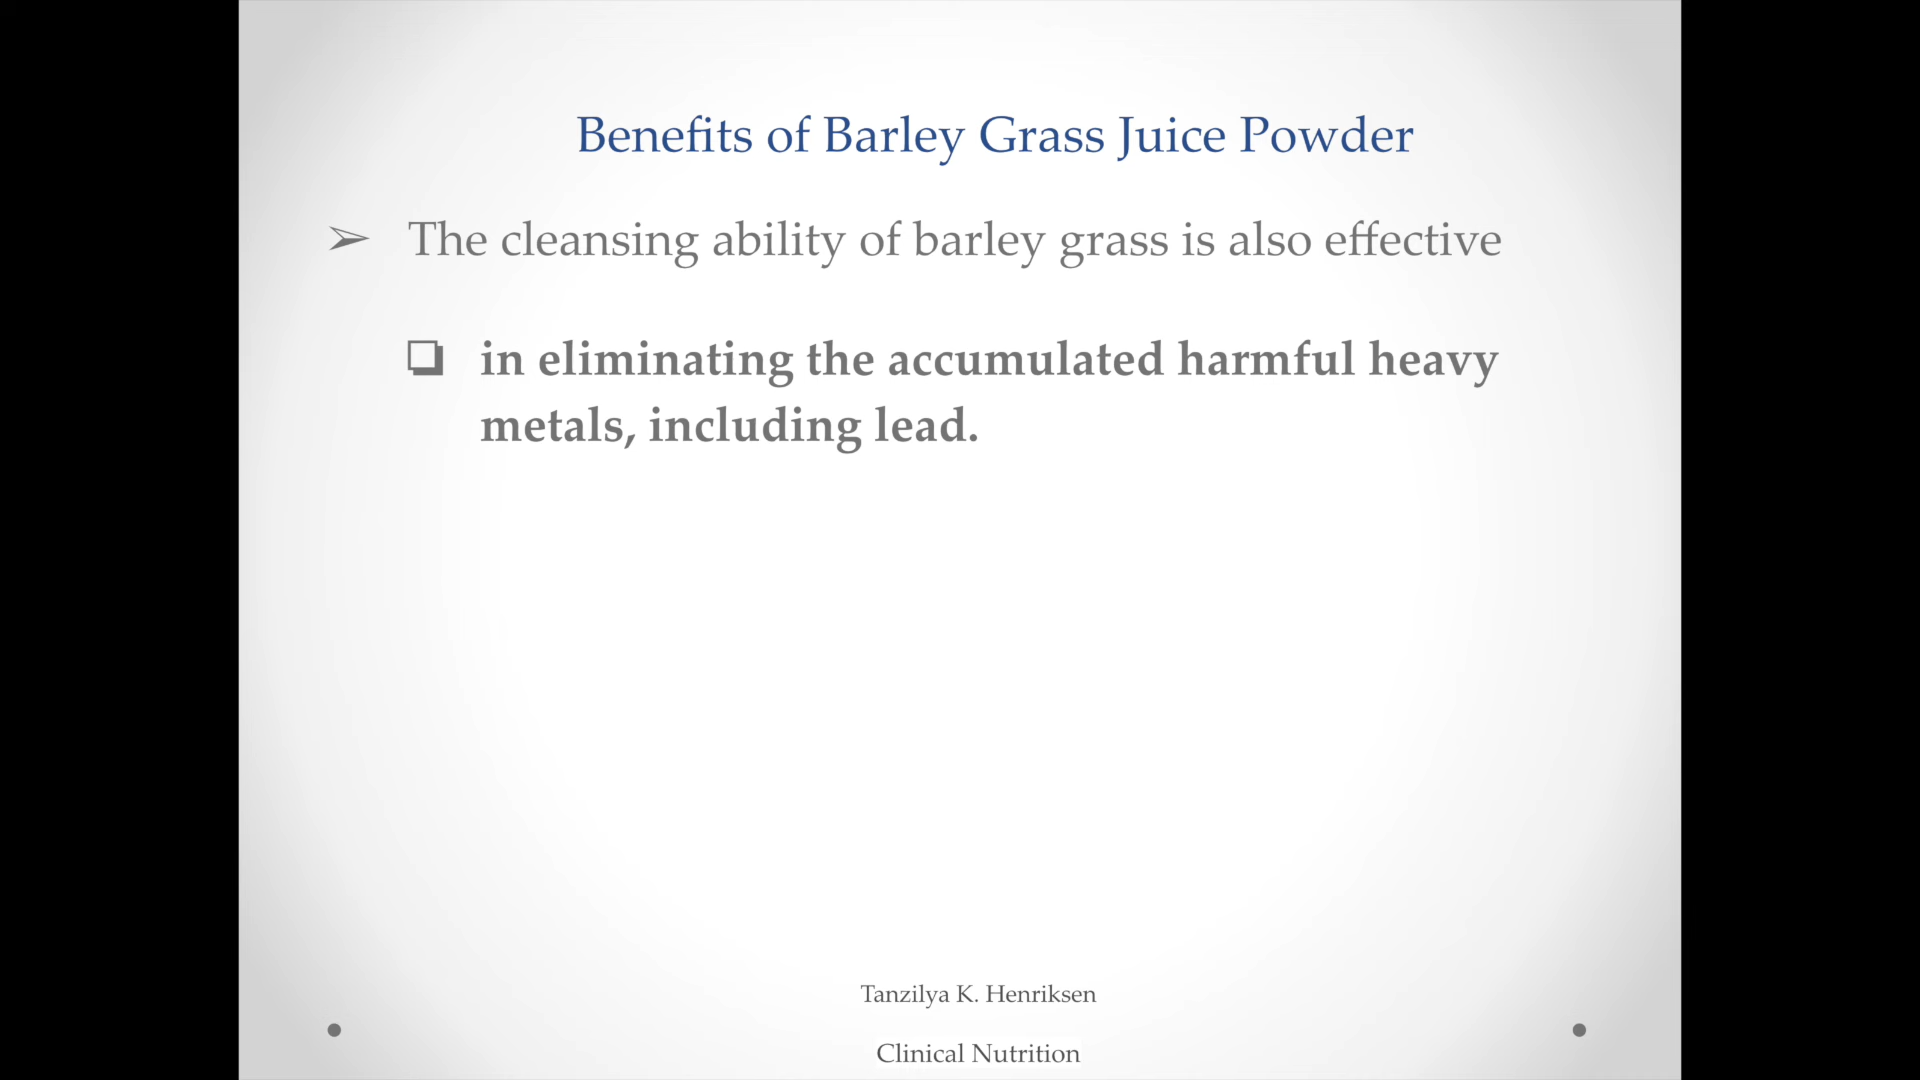 Benefits of Barley Grass Juice Powder
➢ The cleansing ability of barley grass is also effective
❑ in eliminating the accumulated harmful heavy
metals, including lead.
Tanzilya K. Henriksen
Clinical Nutrition